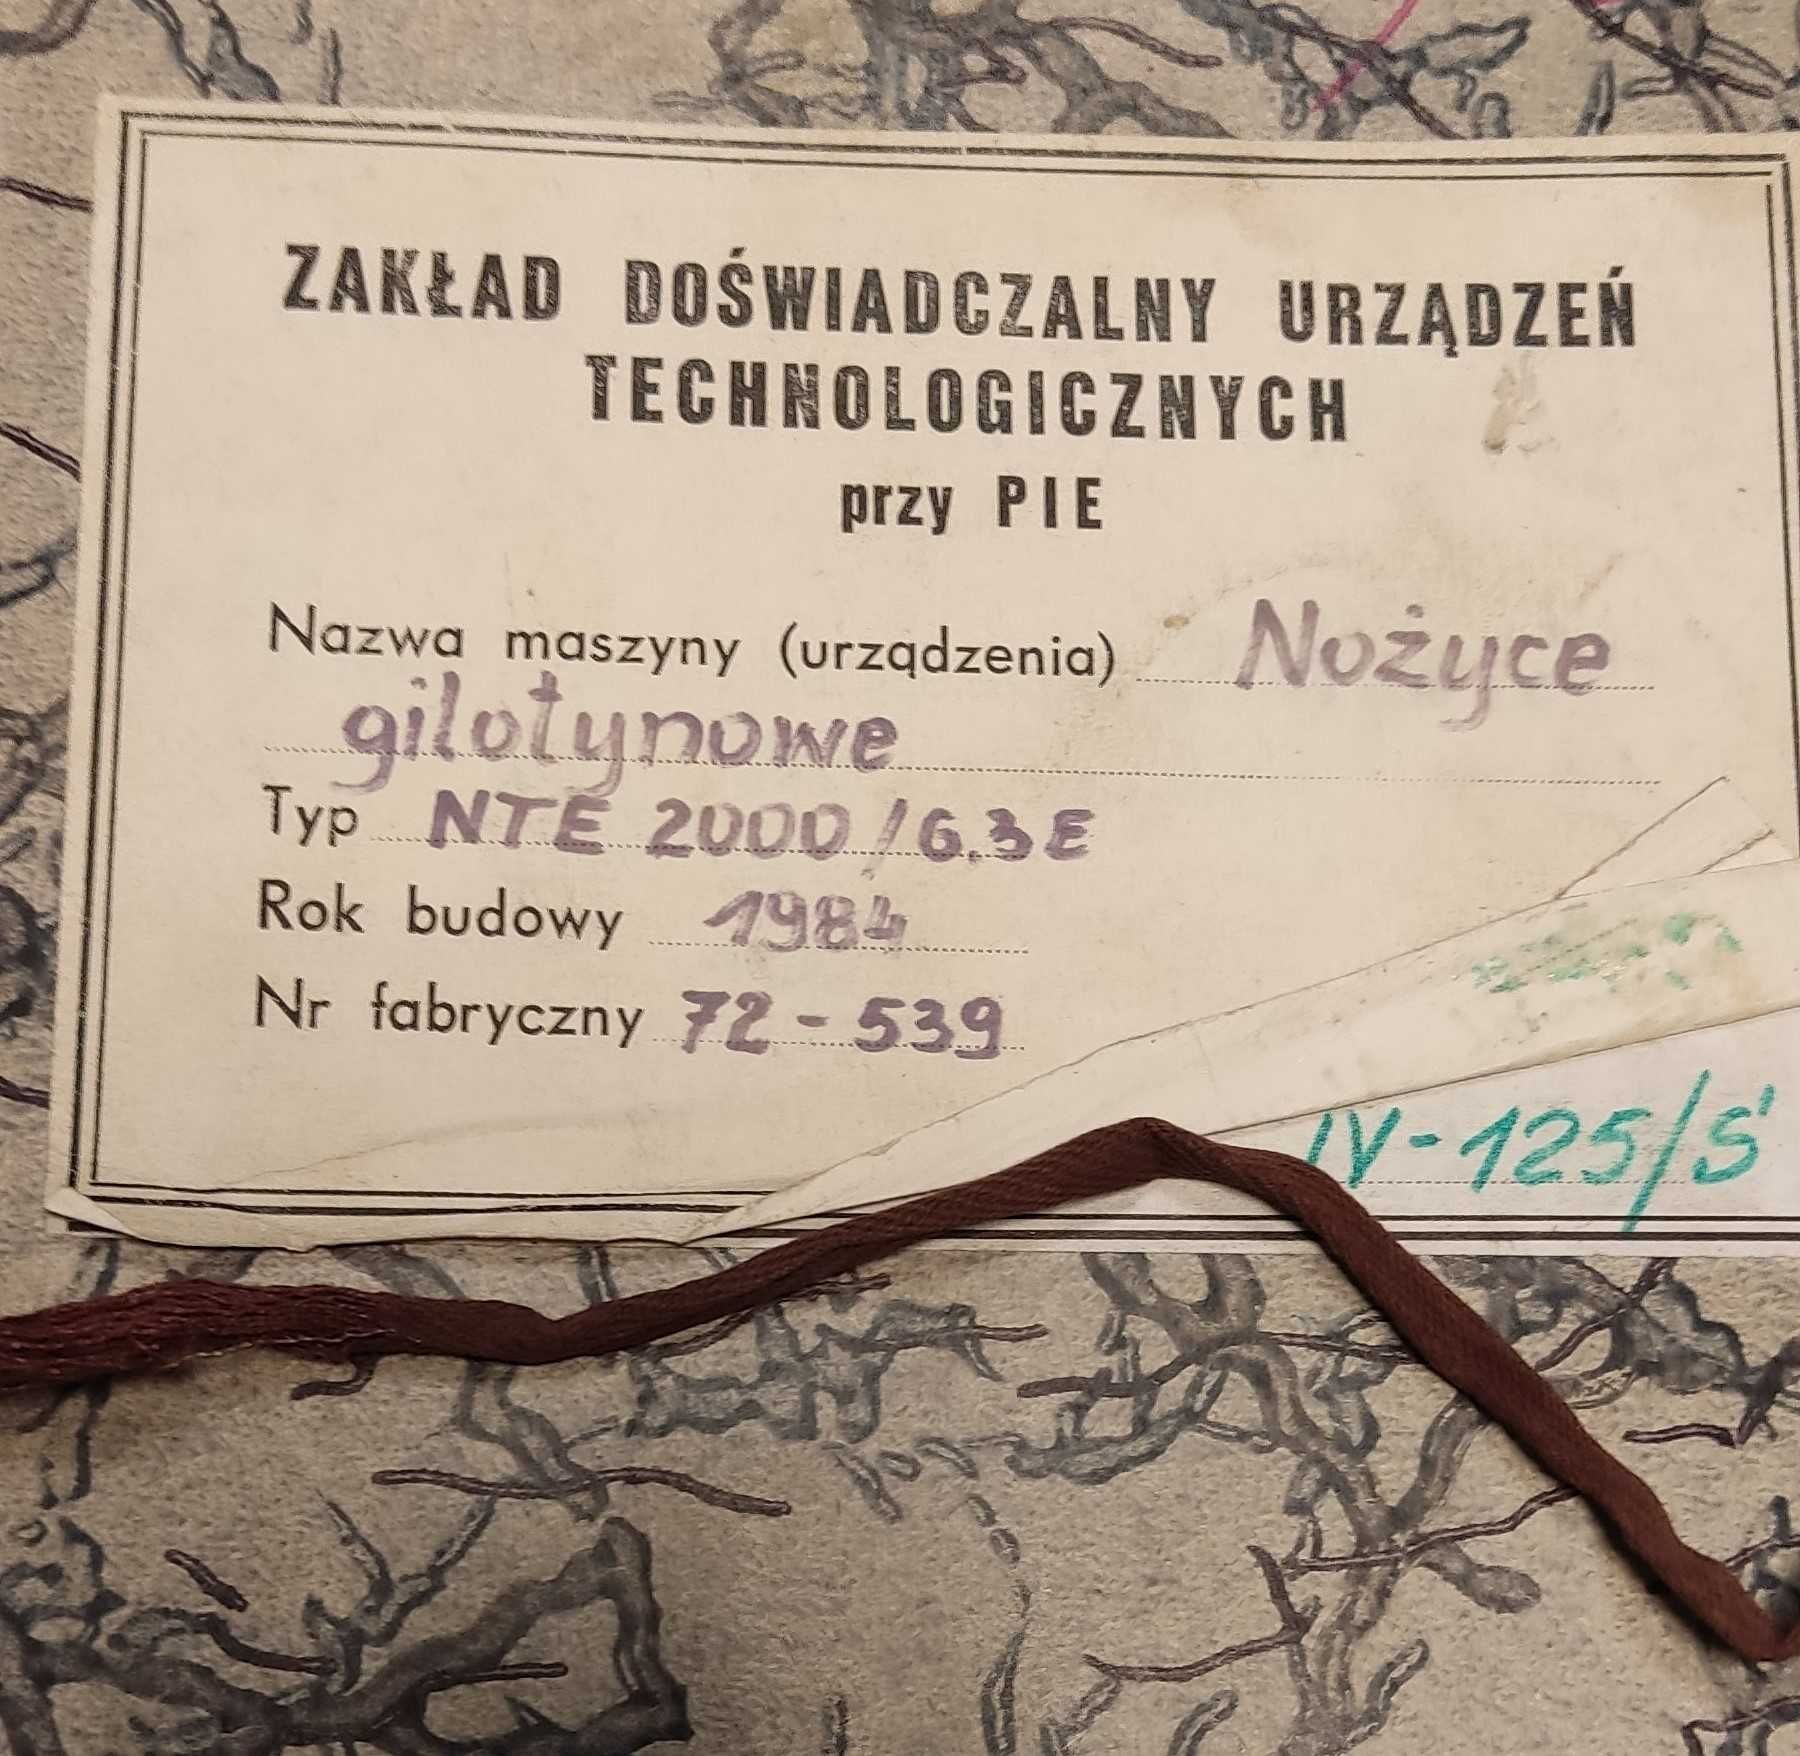 ZAKŁAD DOŚWIADCZALNY URZĄDZEŃ
TECHNOLOGICZNYCH
przy PIE
Nazwa maszyny (urządzenia) Nożyce
gilotynowe
Typ NTE 2000/6.3E
Rok budowy 1984
Nr fabryczny 72-539
IV-125/Ś